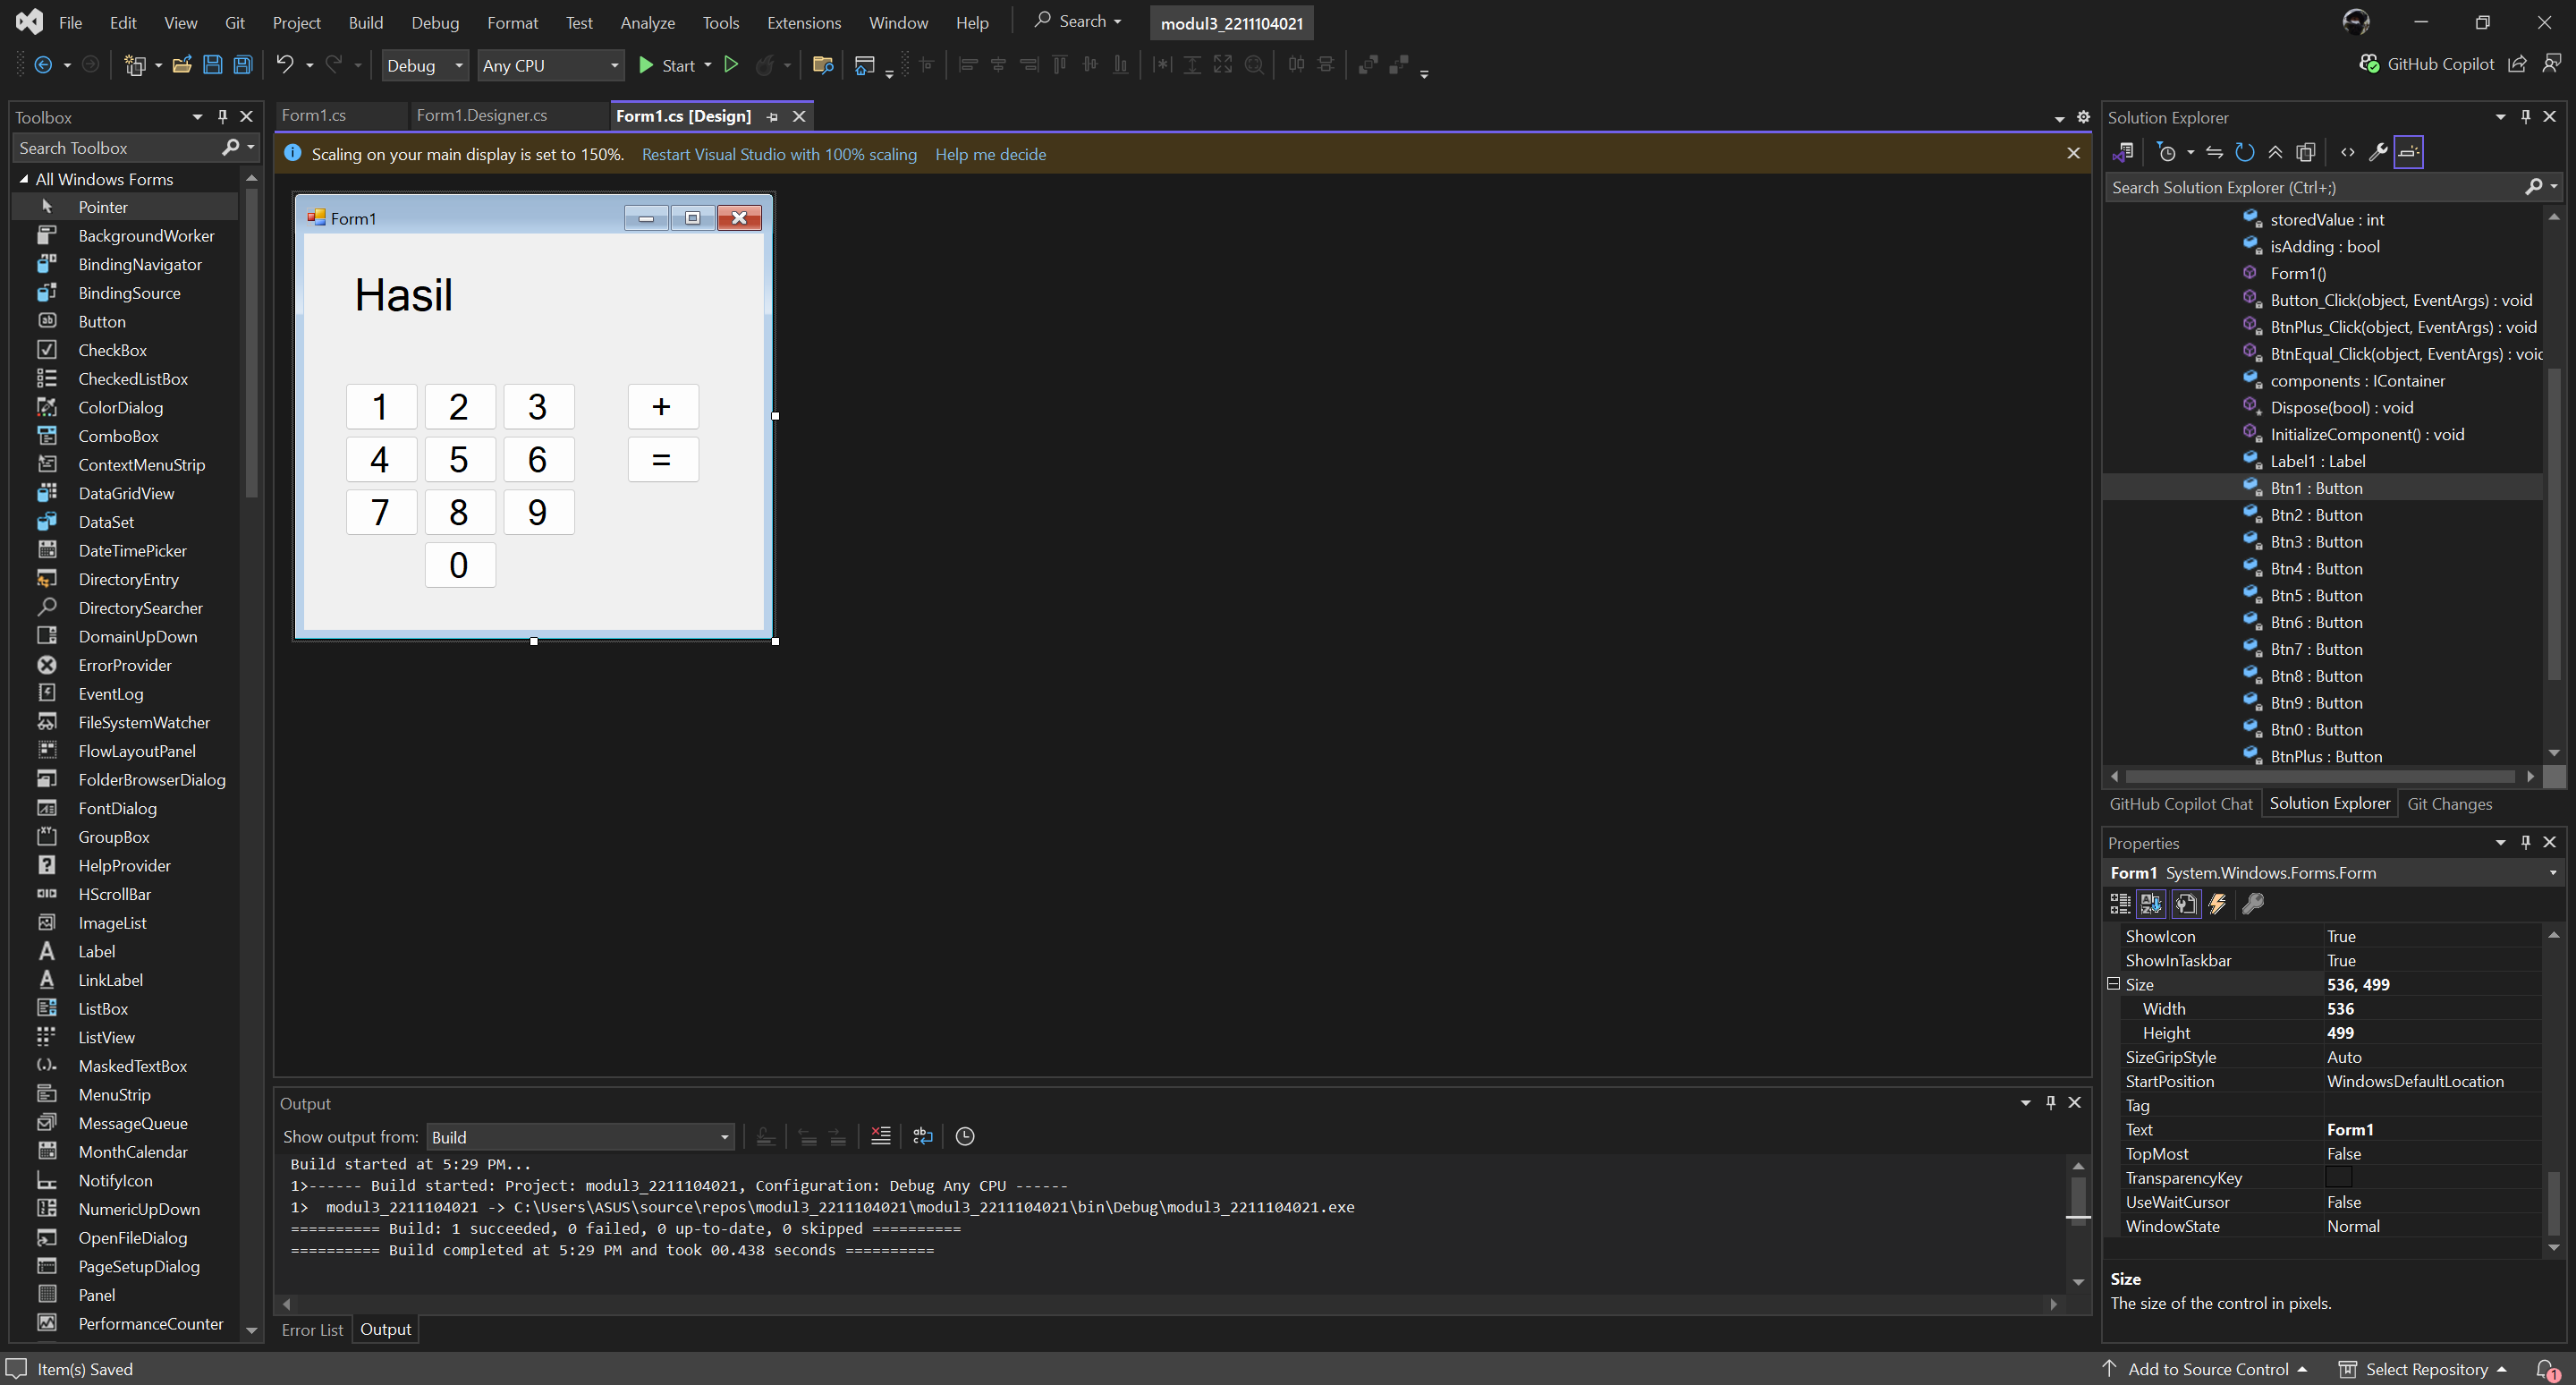 File Edit View Git Project Build Debug Format Test Analyze Tools Extensions Window Help Search modul3_2211104021
Debug Any CPU Start GitHub Copilot
Toolbox
Search Toolbox
All Windows Forms
Pointer
BackgroundWorker
BindingNavigator
BindingSource
Button
CheckBox
CheckedListBox
ColorDialog
ComboBox
ContextMenuStrip
DataGridView
DataSet
DateTimePicker
DirectoryEntry
DirectorySearcher
DomainUpDown
ErrorProvider
EventLog
FileSystemWatcher
FlowLayoutPanel
FolderBrowserDialog
FontDialog
GroupBox
HelpProvider
HScrollBar
ImageList
Label
LinkLabel
ListBox
ListView
MaskedTextBox
MenuStrip
MessageQueue
MonthCalendar
NotifyIcon
NumericUpDown
OpenFileDialog
PageSetupDialog
Panel
PerformanceCounter
Form1.cs Form1.Designer.cs Form1.cs [Design]
Scaling on your main display is set to 150%. Restart Visual Studio with 100% scaling Help me decide
Form1
Hasil
1 2 3 +
4 5 6 =
7 8 9
0
Output
Show output from: Build
Build started at 5:29 PM...
1>------ Build started: Project: modul3_2211104021, Configuration: Debug Any CPU ------
1>  modul3_2211104021 -> C:\Users\ASUS\source\repos\modul3_2211104021\modul3_2211104021\bin\Debug\modul3_2211104021.exe
========== Build: 1 succeeded, 0 failed, 0 up-to-date, 0 skipped ==========
========== Build completed at 5:29 PM and took 00.438 seconds ==========
Error List Output
Solution Explorer
Search Solution Explorer (Ctrl+;)
storedValue : int
isAdding : bool
Form1()
Button_Click(object, EventArgs) : void
BtnPlus_Click(object, EventArgs) : void
BtnEqual_Click(object, EventArgs) : voic
components : IContainer
Dispose(bool) : void
InitializeComponent() : void
Label1 : Label
Btn1 : Button
Btn2 : Button
Btn3 : Button
Btn4 : Button
Btn5 : Button
Btn6 : Button
Btn7 : Button
Btn8 : Button
Btn9 : Button
Btn0 : Button
BtnPlus : Button
GitHub Copilot Chat Solution Explorer Git Changes
Properties
Form1 System.Windows.Forms.Form
ShowIcon True
ShowInTaskbar True
Size 536, 499
Width 536
Height 499
SizeGripStyle Auto
StartPosition WindowsDefaultLocation
Tag
Text Form1
TopMost False
TransparencyKey
UseWaitCursor False
WindowState Normal
Size
The size of the control in pixels.
Item(s) Saved Add to Source Control Select Repository 1